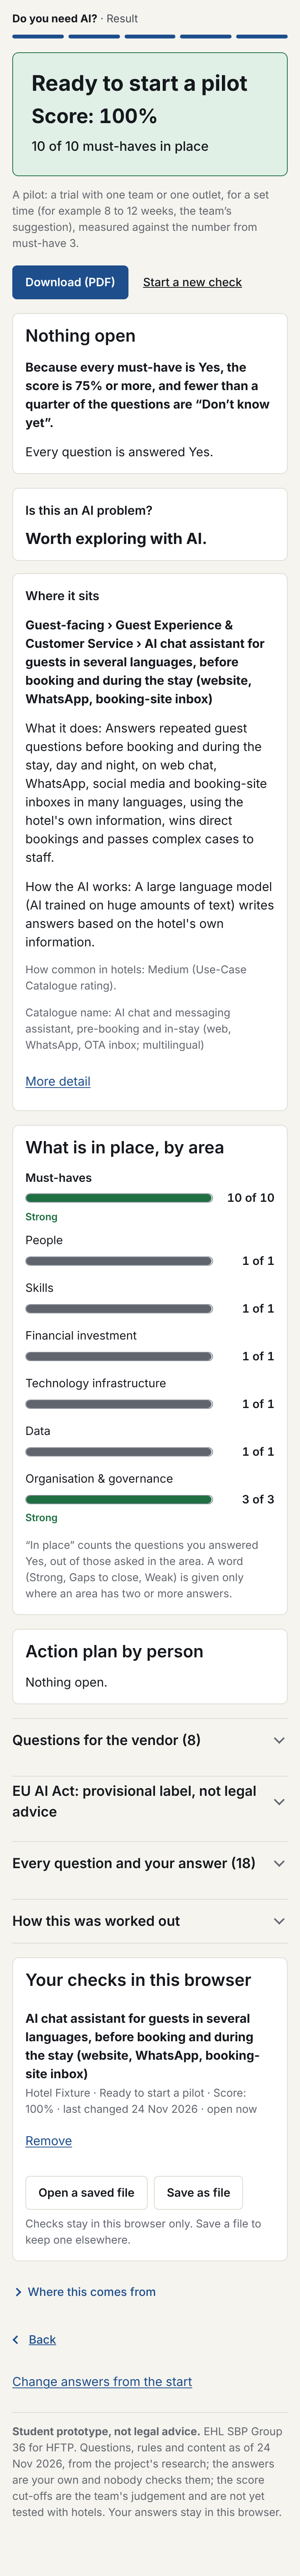 Do you need AI? · Result
Ready to start a pilot
Score: 100%
10 of 10 must-haves in place
A pilot: a trial with one team or one outlet, for a set
time (for example 8 to 12 weeks, the team's
suggestion), measured against the number from
must-have 3.
Download (PDF)
Start a new check
Nothing open
Because every must-have is Yes, the
score is 75% or more, and fewer than a
quarter of the questions are “Don’t know
yet”.
Every question is answered Yes.
Is this an AI problem?
Worth exploring with AI.
Where it sits
Guest-facing › Guest Experience &
Customer Service › AI chat assistant for
guests in several languages, before
booking and during the stay (website,
WhatsApp, booking-site inbox)
What it does: Answers repeated guest
questions before booking and during the
stay, day and night, on web chat,
WhatsApp, social media and booking-site
inboxes in many languages, using the
hotel's own information, wins direct
bookings and passes complex cases to
staff.
How the AI works: A large language model
(AI trained on huge amounts of text) writes
answers based on the hotel's own
information.
How common in hotels: Medium (Use-Case
Catalogue rating).
Catalogue name: AI chat and messaging
assistant, pre-booking and in-stay (web,
WhatsApp, OTA inbox; multilingual)
More detail
What is in place, by area
Must-haves
10 of 10
Strong
People
1 of 1
Skills
1 of 1
Financial investment
1 of 1
Technology infrastructure
1 of 1
Data
1 of 1
Organisation & governance
3 of 3
Strong
“In place” counts the questions you answered
Yes, out of those asked in the area. A word
(Strong, Gaps to close, Weak) is given only
where an area has two or more answers.
Action plan by person
Nothing open.
Questions for the vendor (8)
EU AI Act: provisional label, not legal
advice
Every question and your answer (18)
How this was worked out
Your checks in this browser
AI chat assistant for guests in several
languages, before booking and during
the stay (website, WhatsApp, booking-
site inbox)
Hotel Fixture · Ready to start a pilot · Score:
100% · last changed 24 Nov 2026 · open now
Remove
Open a saved file
Save as file
Checks stay in this browser only. Save a file to
keep one elsewhere.
Where this comes from
Back
Change answers from the start
Student prototype, not legal advice. EHL SBP Group
36 for HFTP. Questions, rules and content as of 24
Nov 2026, from the project's research; the answers
are your own and nobody checks them; the score
cut-offs are the team's judgement and are not yet
tested with hotels. Your answers stay in this browser.